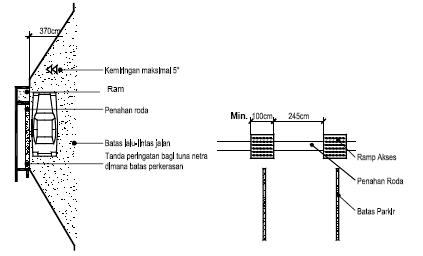 370cm
Kemiringan maksimal 5°
Ram
Penahan roda
Batas lalu-lintas jalan
Tanda peringatan bagi tuna netra
dimana batas perkerasan
Min. 100cm 245cm
Ramp Akses
Penahan Roda
Batas Parkir